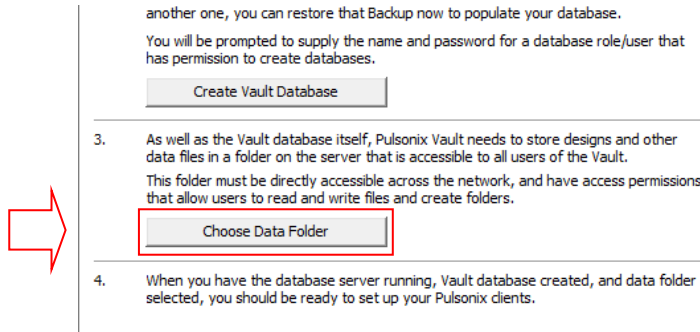 another one, you can restore that Backup now to populate your database.
You will be prompted to supply the name and password for a database role/user that
has permission to create databases.
Create Vault Database
3. As well as the Vault database itself, Pulsonix Vault needs to store designs and other
data files in a folder on the server that is accessible to all users of the Vault.
This folder must be directly accessible across the network, and have access permissions
that allow users to read and write files and create folders.
Choose Data Folder
4. When you have the database server running, Vault database created, and data folder
selected, you should be ready to set up your Pulsonix clients.